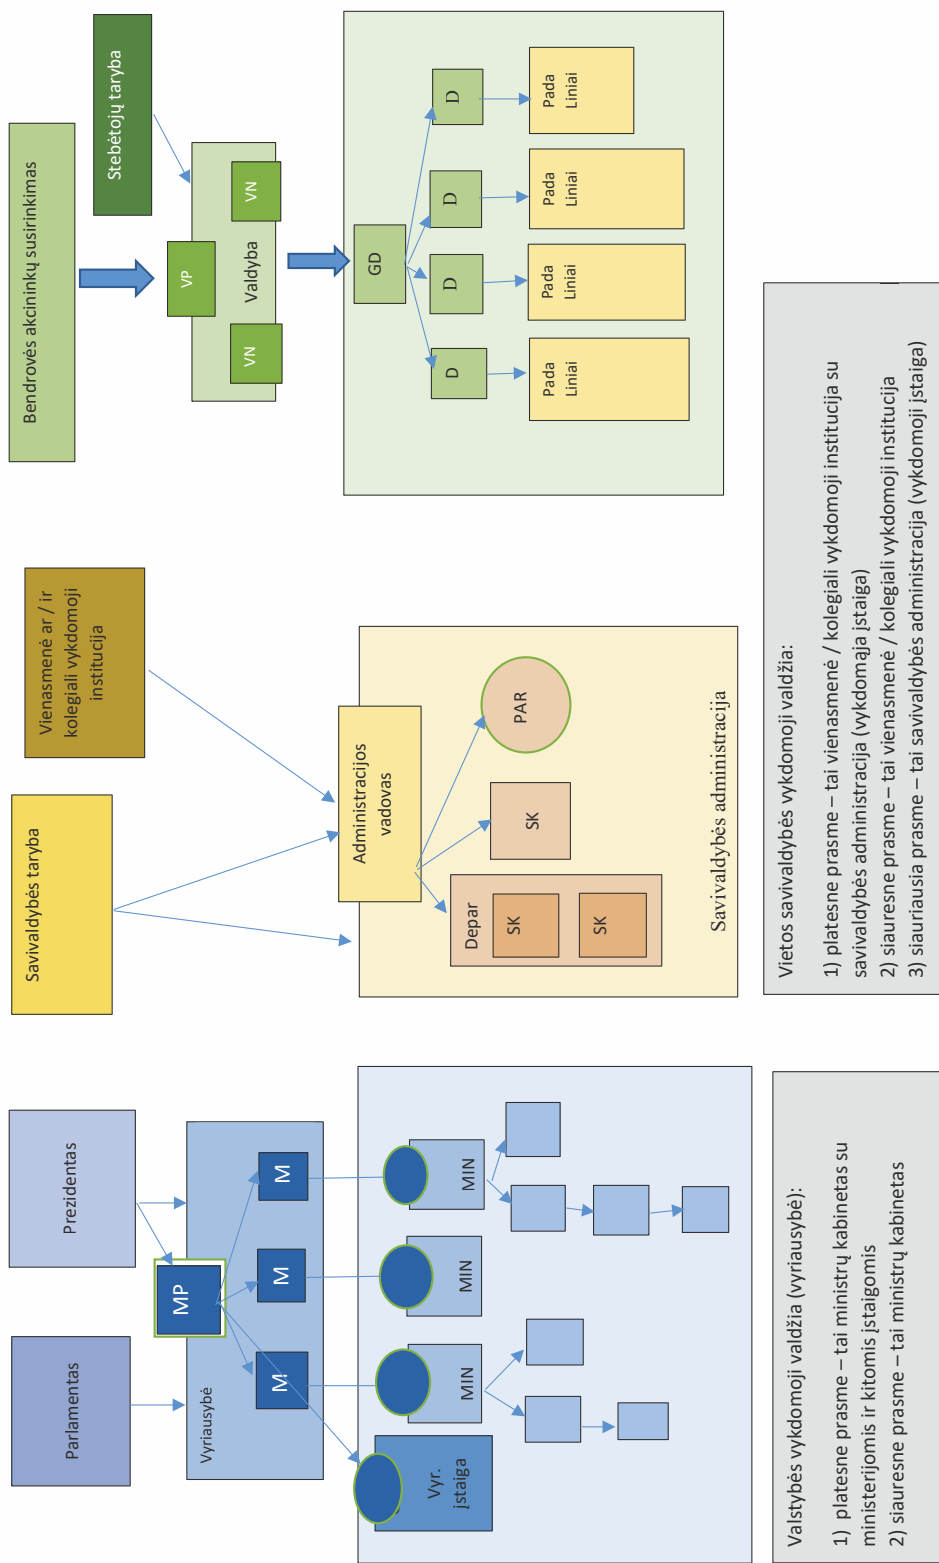 Parlamentas
Prezidentas
MP
Vyriausybė
M
M
M
Vyr.
įstaiga
MIN
MIN
MIN
Valstybės vykdomoji valdžia (vyriausybė):
1) platesne prasme – tai ministrų kabinetas su
ministerijomis ir kitomis įstaigomis
2) siauresne prasme – tai ministrų kabinetas
Savivaldybės taryba
Vienasmenė ar / ir
kolegiali vykdomoji
institucija
Administracijos
vadovas
Depar
SK
SK
SK
PAR
Savivaldybės administracija
Vietos savivaldybės vykdomoji valdžia:
1) platesne prasme – tai vienasmenė / kolegiali vykdomoji institucija su
savivaldybės administracija (vykdomąja įstaiga)
2) siauresne prasme – tai vienasmenė / kolegiali vykdomoji institucija
3) siauriausia prasme – tai savivaldybės administracija (vykdomoji įstaiga)
Bendrovės akcininkų susirinkimas
Stebėtojų taryba
VP
VN
Valdyba
VN
GD
D
D
D
D
Pada
Liniai
Pada
Liniai
Pada
Liniai
Pada
Liniai